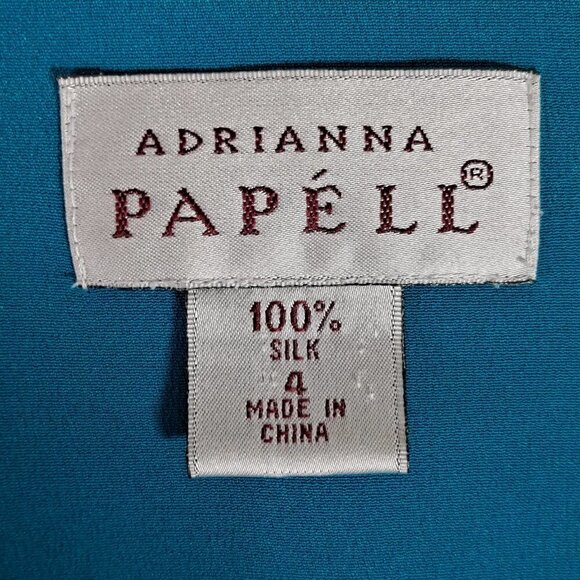 ADRIANNA
PAPÉLL®
100%
SILK
4
MADE IN
CHINA